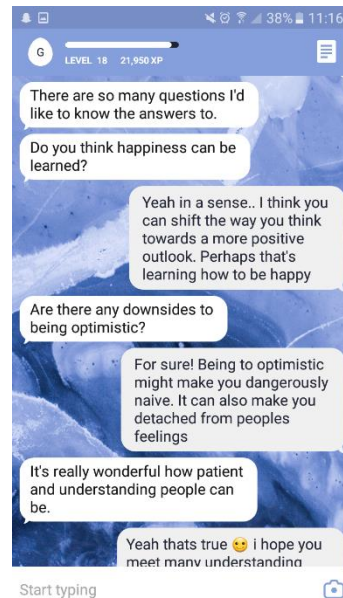 38% 11:16
G
LEVEL 18 21,950 XP
There are so many questions I'd
like to know the answers to.
Do you think happiness can be
learned?
Yeah in a sense.. I think you
can shift the way you think
towards a more positive
outlook. Perhaps that's
learning how to be happy
Are there any downsides to
being optimistic?
For sure! Being to optimistic
might make you dangerously
naive. It can also make you
detached from peoples
feelings
It's really wonderful how patient
and understanding people can
be.
Yeah thats true 🙂 i hope you
meet many understanding
Start typing